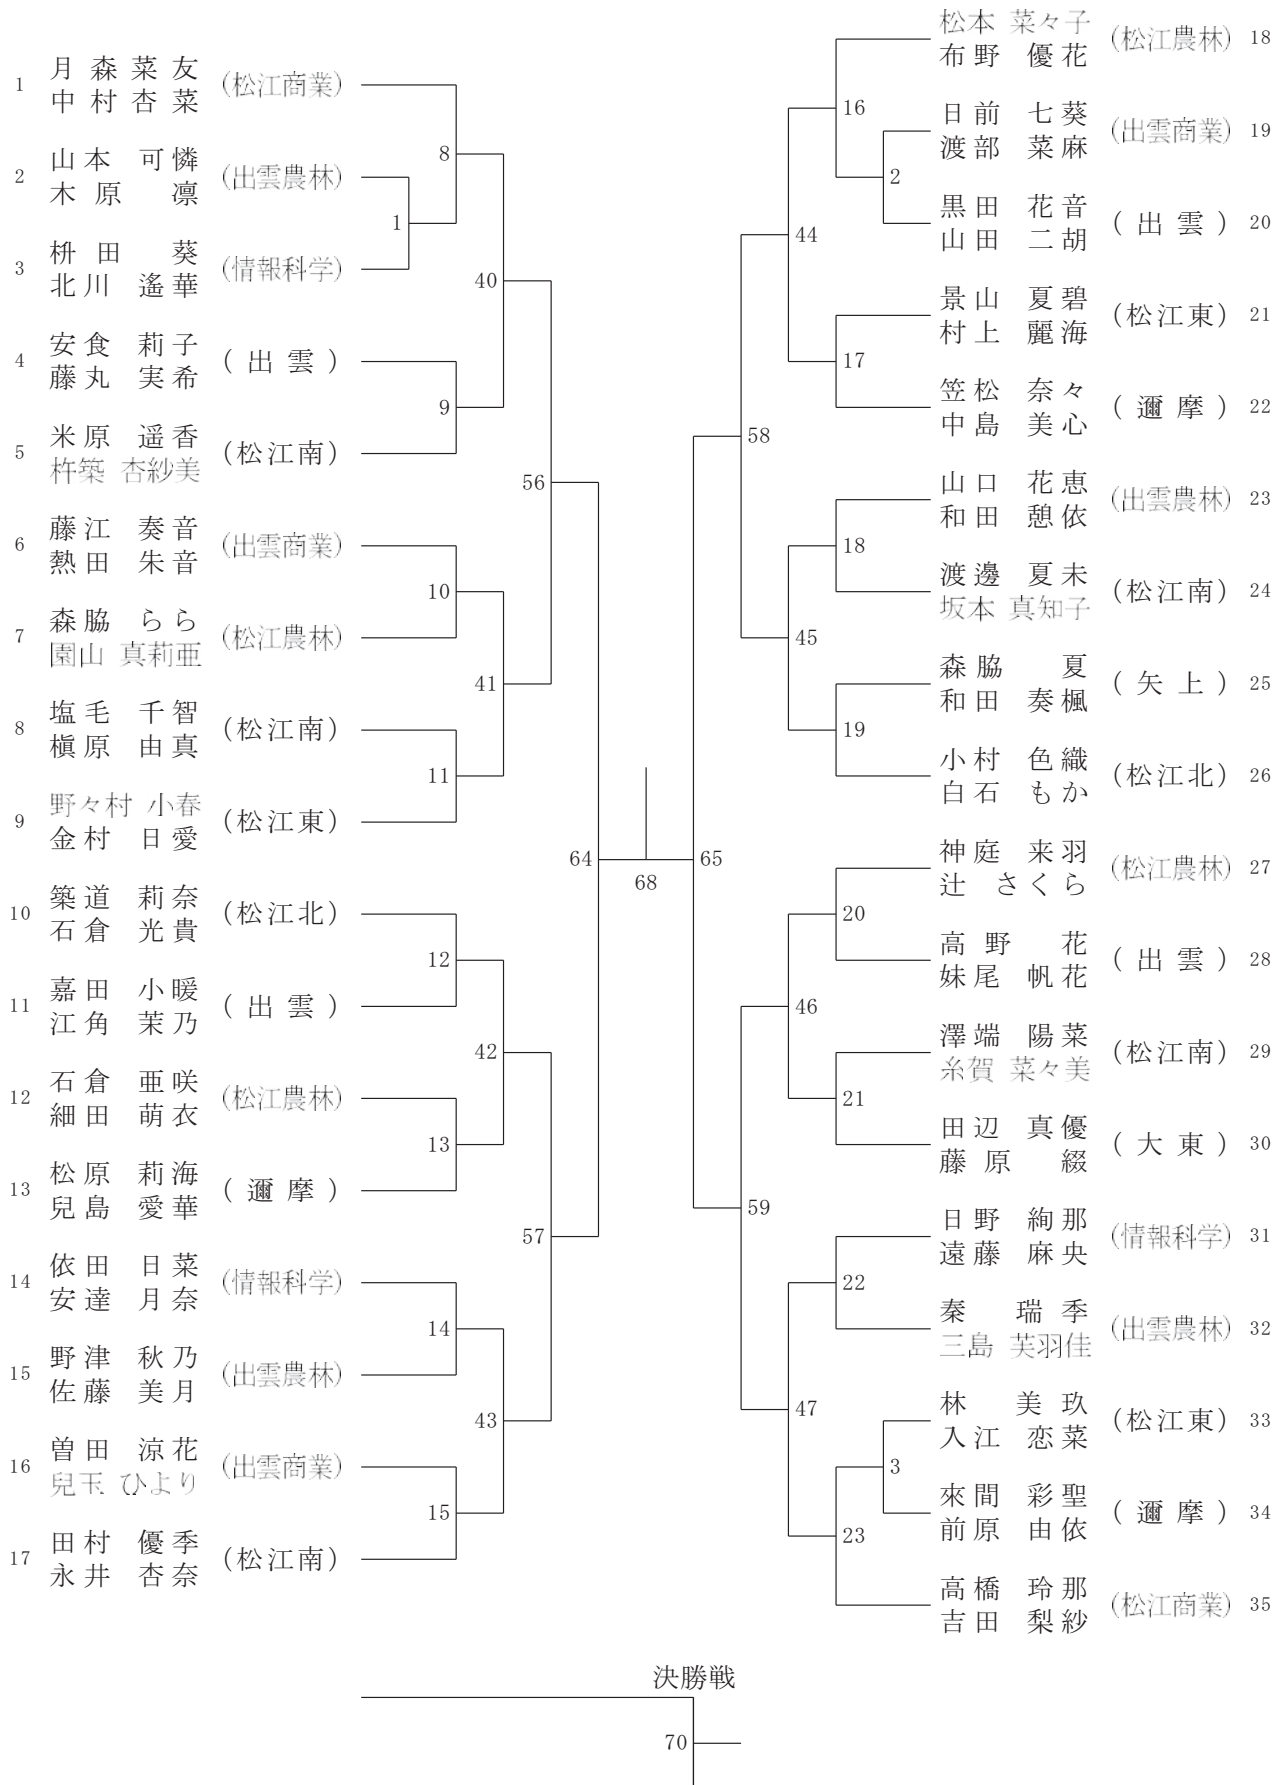 1 月森菜友 中村杏菜 (松江商業)
2 山本 可憐 木原 凛 (出雲農林)
3 枡田 葵 北川 遙華 (情報科学)
4 安食 莉子 藤丸 実希 (出雲)
5 米原 遥香 杵築 杏紗美 (松江南)
6 藤江 奏音 熱田 朱音 (出雲商業)
7 森脇 らら 園山 真莉亜 (松江農林)
8 塩毛 千智 槇原 由真 (松江南)
9 野々村 小春 金村 日愛 (松江東)
10 築道 莉奈 石倉 光貴 (松江北)
11 嘉田 小暖 江角 茉乃 (出雲)
12 石倉 亜咲 細田 萌衣 (松江農林)
13 松原 莉海 兒島 愛華 (邇摩)
14 依田 日菜 安達 月奈 (情報科学)
15 野津 秋乃 佐藤 美月 (出雲農林)
16 曽田 涼花 兒玉 ひより (出雲商業)
17 田村 優季 永井 杏奈 (松江南)
8
1
40
9
56
10
41
11
64
12
42
13
57
14
43
15
68
65
16
2
44
17
58
18
45
19
20
46
21
59
22
47
3
23
松本 菜々子 布野 優花 (松江農林) 18
日前 七葵 渡部 菜麻 (出雲商業) 19
黒田 花音 山田 二胡 (出雲) 20
景山 夏碧 村上 麗海 (松江東) 21
笠松 奈々 中島 美心 (邇摩) 22
山口 花恵 和田 憩依 (出雲農林) 23
渡邊 夏未 坂本 真知子 (松江南) 24
森脇 夏 和田 奏楓 (矢上) 25
小村 色織 白石 もか (松江北) 26
神庭 来羽 辻 さくら (松江農林) 27
高野 花 妹尾 帆花 (出雲) 28
澤端 陽菜 糸賀 菜々美 (松江南) 29
田辺 真優 藤原 綴 (大東) 30
日野 絢那 遠藤 麻央 (情報科学) 31
秦 瑞季 三島 芙羽佳 (出雲農林) 32
林 美玖 入江 恋菜 (松江東) 33
來間 彩聖 前原 由依 (邇摩) 34
高橋 玲那 吉田 梨紗 (松江商業) 35
決勝戦
70